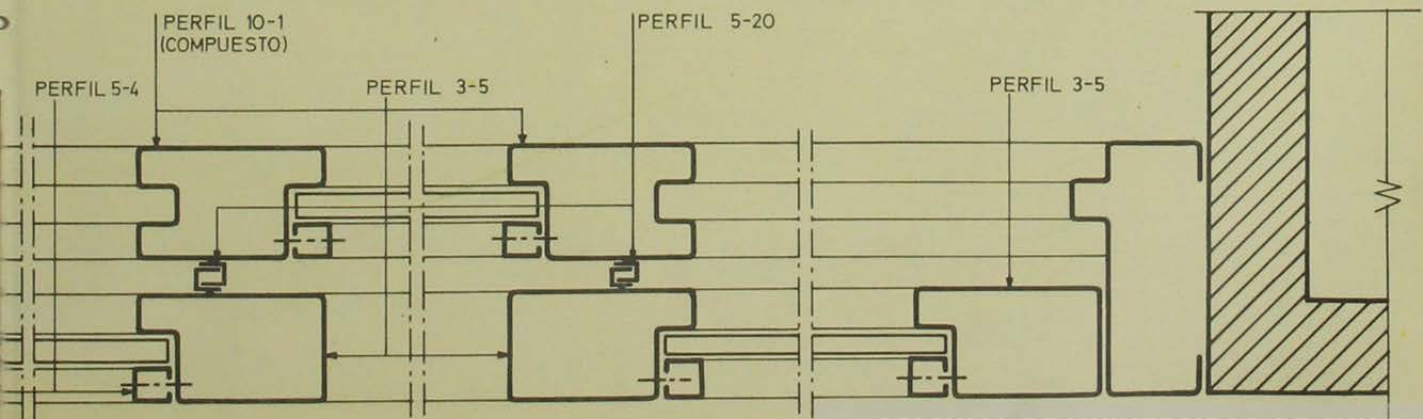 PERFIL 10-1
(COMPUESTO)
PERFIL 5-20
PERFIL 5-4
PERFIL 3-5
PERFIL 3-5